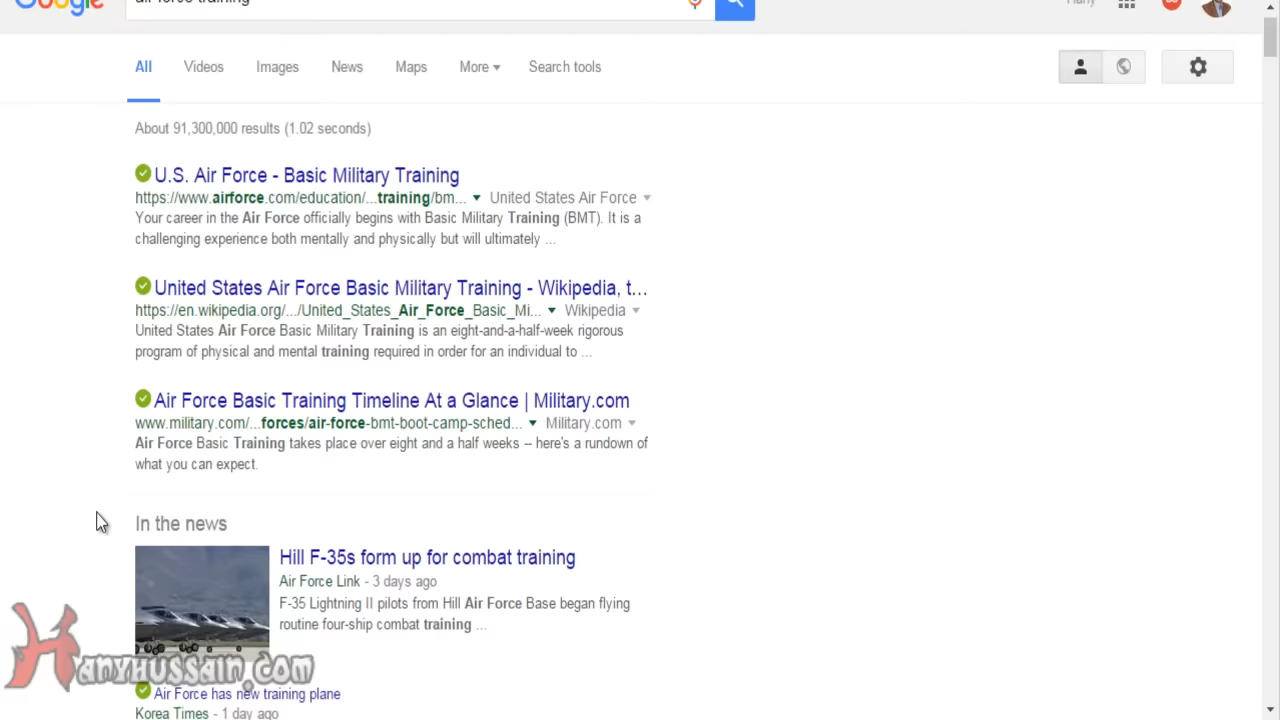 Google
air force training
Hany
All Videos Images News Maps More Search tools
About 91,300,000 results (1.02 seconds)
U.S. Air Force - Basic Military Training
https://www.airforce.com/education/...training/bm... United States Air Force
Your career in the Air Force officially begins with Basic Military Training (BMT). It is a
challenging experience both mentally and physically but will ultimately ...
United States Air Force Basic Military Training - Wikipedia, t...
https://en.wikipedia.org/.../United_States_Air_Force_Basic_Mi... Wikipedia
United States Air Force Basic Military Training is an eight-and-a-half-week rigorous
program of physical and mental training required in order for an individual to ...
Air Force Basic Training Timeline At a Glance | Military.com
www.military.com/...forces/air-force-bmt-boot-camp-sched... Military.com
Air Force Basic Training takes place over eight and a half weeks -- here's a rundown of
what you can expect.
In the news
Hill F-35s form up for combat training
Air Force Link - 3 days ago
F-35 Lightning II pilots from Hill Air Force Base began flying
routine four-ship combat training ...
Hanyhussain.com
Air Force has new training plane
Korea Times - 1 day ago